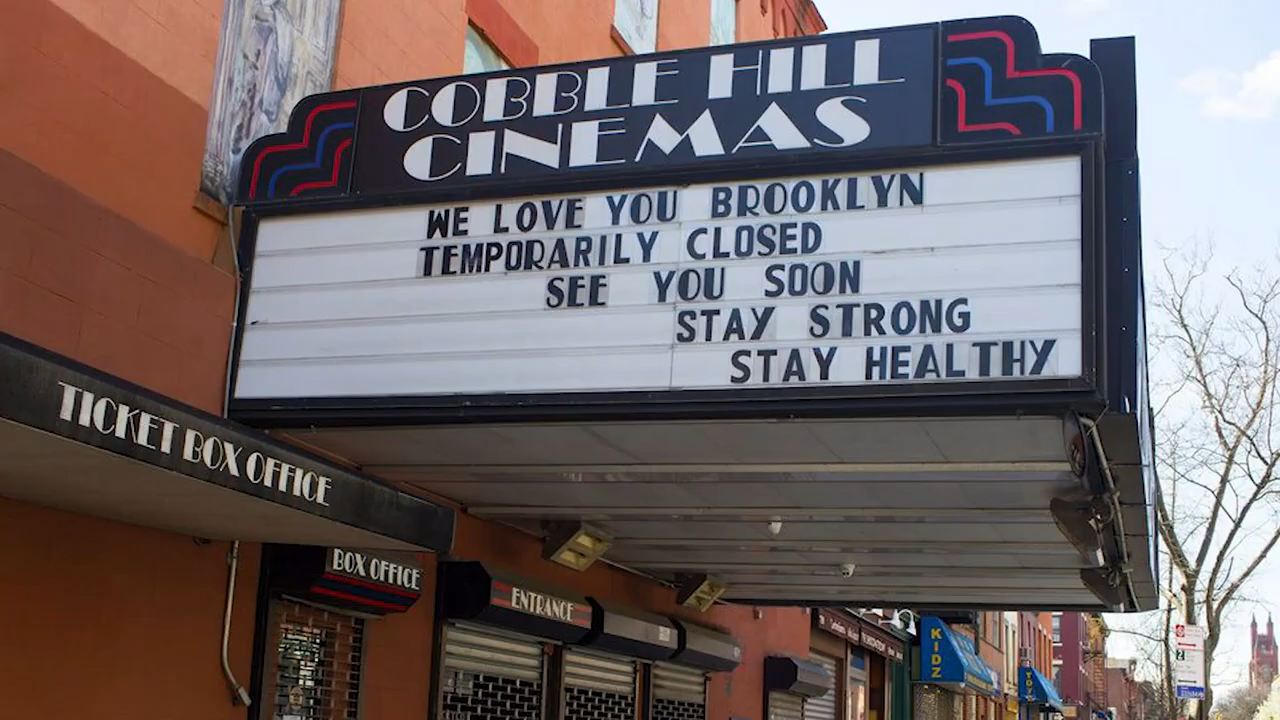 COBBLE HILL
CINEMAS
WE LOVE YOU BROOKLYN
TEMPORARILY CLOSED
SEE YOU SOON
STAY STRONG
STAY HEALTHY
TICKET BOX OFFICE
BOX OFFICE
ENTRANCE
KIDZ
TOYS